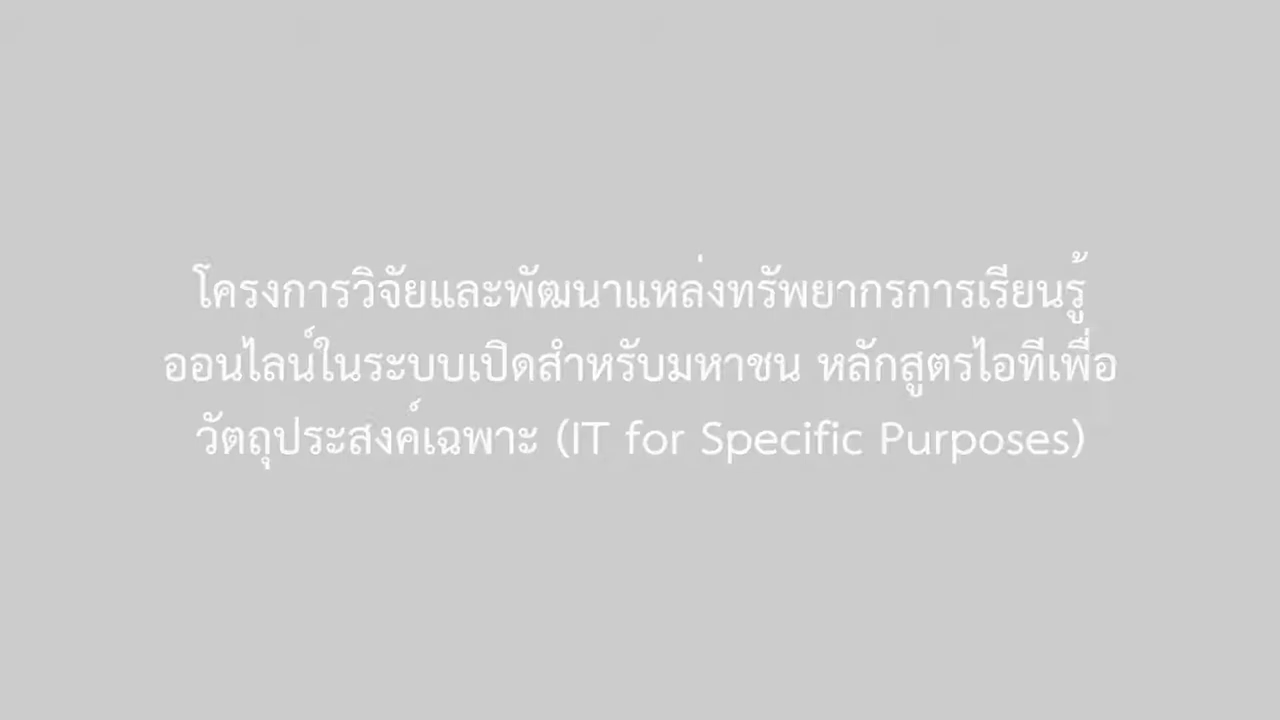 โครงการวิจัยและพัฒนาแหล่งทรัพยากรการเรียนรู้
ออนไลน์ในระบบเปิดสำหรับมหาชน หลักสูตรไอทีเพื่อ
วัตถุประสงค์เฉพาะ (IT for Specific Purposes)